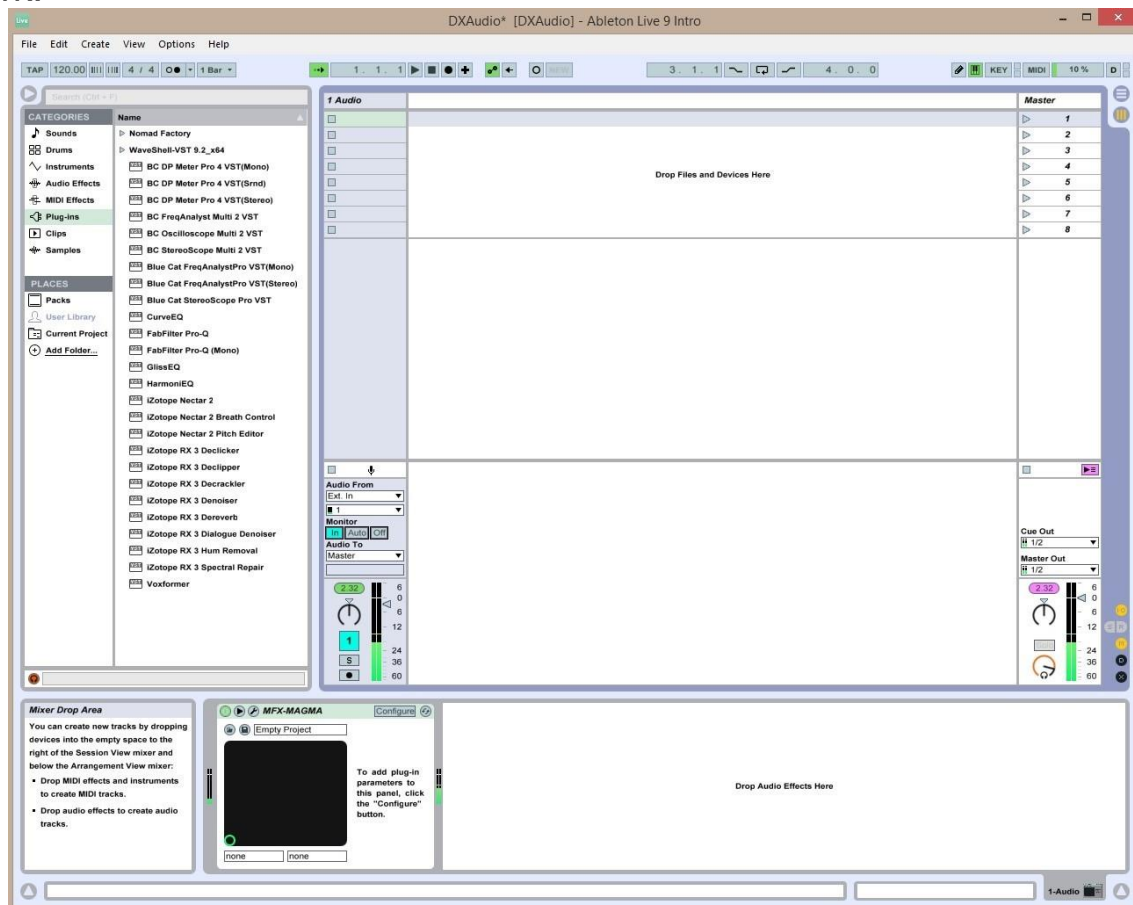 DXAudio* [DXAudio] - Ableton Live 9 Intro
File Edit Create View Options Help
TAP 120.00 4 / 4 1 Bar 1. 1. 1 NEW 3. 1. 1 4. 0. 0 KEY MIDI 10 % D
Search (Ctrl + F)
CATEGORIES
Sounds
Drums
Instruments
Audio Effects
MIDI Effects
Plug-ins
Clips
Samples
PLACES
Packs
User Library
Current Project
Add Folder...
Name
Nomad Factory
WaveShell-VST 9.2_x64
BC DP Meter Pro 4 VST(Mono)
BC DP Meter Pro 4 VST(Srnd)
BC DP Meter Pro 4 VST(Stereo)
BC FreqAnalyst Multi 2 VST
BC Oscilloscope Multi 2 VST
BC StereoScope Multi 2 VST
Blue Cat FreqAnalystPro VST(Mono)
Blue Cat FreqAnalystPro VST(Stereo)
Blue Cat StereoScope Pro VST
CurveEQ
FabFilter Pro-Q
FabFilter Pro-Q (Mono)
GlissEQ
HarmoniEQ
iZotope Nectar 2
iZotope Nectar 2 Breath Control
iZotope Nectar 2 Pitch Editor
iZotope RX 3 Declicker
iZotope RX 3 Declipper
iZotope RX 3 Decrackler
iZotope RX 3 Denoiser
iZotope RX 3 Dereverb
iZotope RX 3 Dialogue Denoiser
iZotope RX 3 Hum Removal
iZotope RX 3 Spectral Repair
Voxformer
1 Audio
Drop Files and Devices Here
Master
1
2
3
4
5
6
7
8
Audio From
Ext. In
1
Monitor
In Auto Off
Audio To
Master
2.32
6
0
6
12
24
36
60
1
S
Cue Out
1/2
Master Out
1/2
2.32
6
0
6
12
24
36
60
Solo
Mixer Drop Area
You can create new tracks by dropping
devices into the empty space to the
right of the Session View mixer and
below the Arrangement View mixer:
Drop MIDI effects and instruments
to create MIDI tracks.
Drop audio effects to create audio
tracks.
MFX-MAGMA Configure
Empty Project
To add plug-in
parameters to
this panel, click
the "Configure"
button.
none none
Drop Audio Effects Here
1-Audio